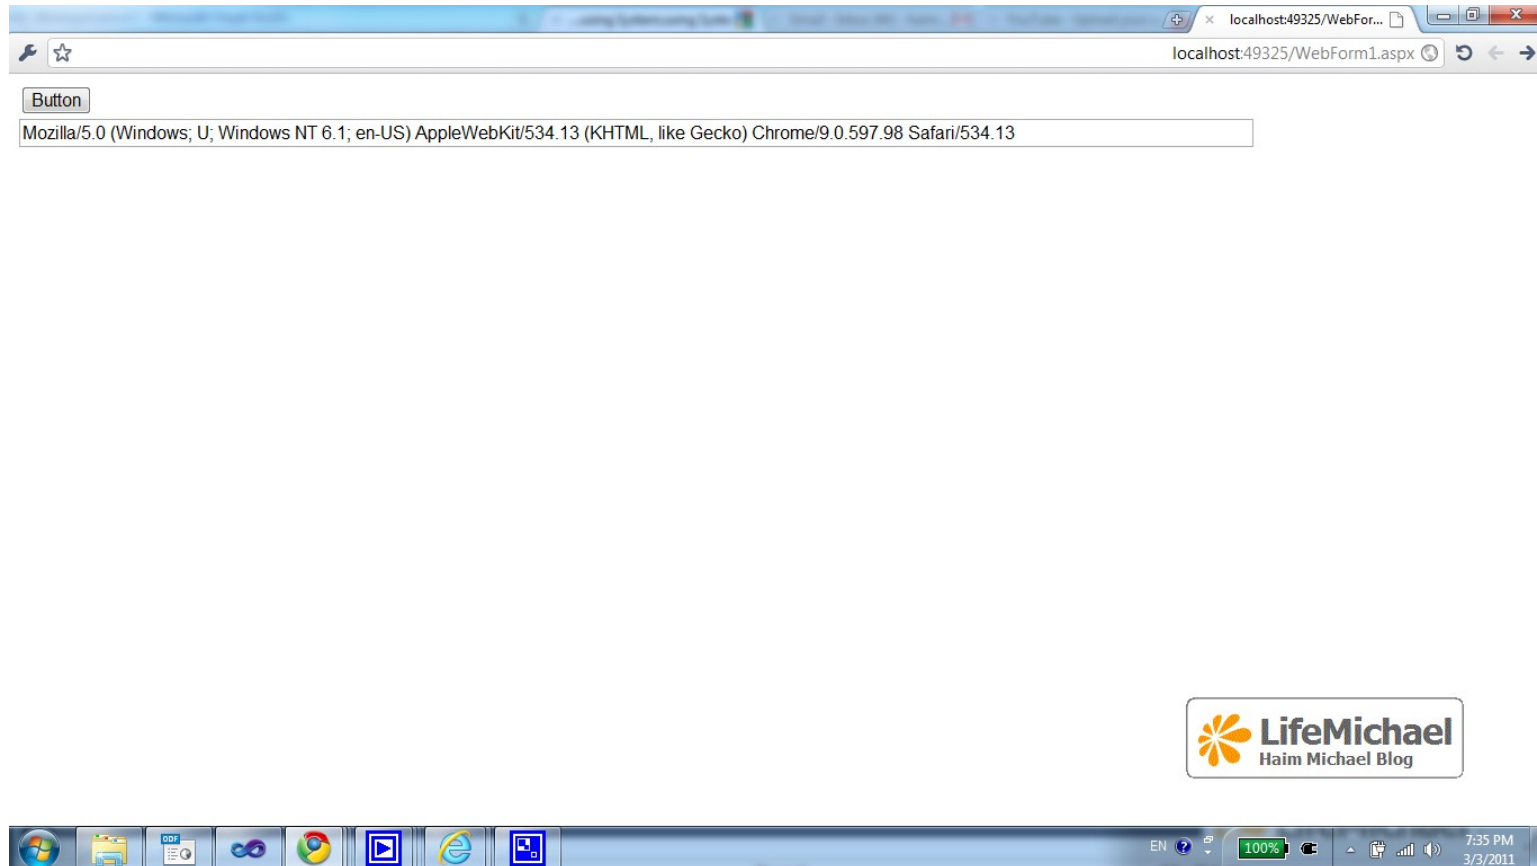 localhost:49325/WebFor...
localhost:49325/WebForm1.aspx
Button
Mozilla/5.0 (Windows; U; Windows NT 6.1; en-US) AppleWebKit/534.13 (KHTML, like Gecko) Chrome/9.0.597.98 Safari/534.13
LifeMichael
Haim Michael Blog
ODF
EN
100%
7:35 PM
3/3/2011